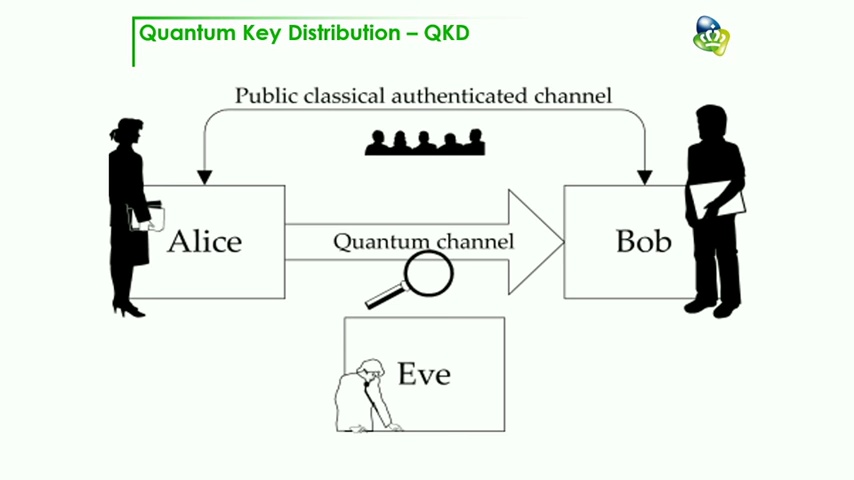 Quantum Key Distribution – QKD
Public classical authenticated channel
Alice
Quantum channel
Bob
Eve